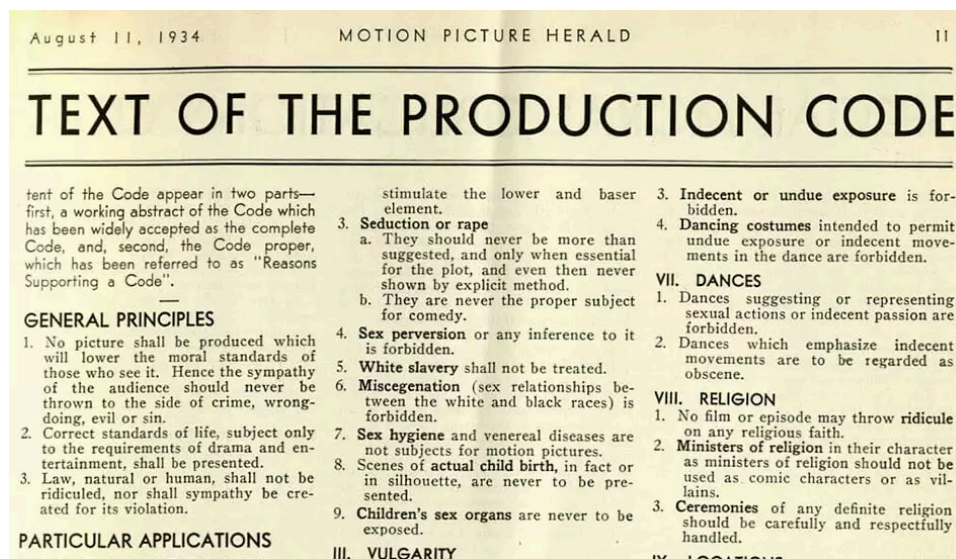 August 11, 1934 MOTION PICTURE HERALD 11
TEXT OF THE PRODUCTION CODE
tent of the Code appear in two parts—
first, a working abstract of the Code which
has been widely accepted as the complete
Code, and, second, the Code proper,
which has been referred to as "Reasons
Supporting a Code".
GENERAL PRINCIPLES
1. No picture shall be produced which
will lower the moral standards of
those who see it. Hence the sympathy
of the audience should never be
thrown to the side of crime, wrong-
doing, evil or sin.
2. Correct standards of life, subject only
to the requirements of drama and en-
tertainment, shall be presented.
3. Law, natural or human, shall not be
ridiculed, nor shall sympathy be cre-
ated for its violation.
PARTICULAR APPLICATIONS
stimulate the lower and baser
element.
3. Seduction or rape
a. They should never be more than
suggested, and only when essential
for the plot, and even then never
shown by explicit method.
b. They are never the proper subject
for comedy.
4. Sex perversion or any inference to it
is forbidden.
5. White slavery shall not be treated.
6. Miscegenation (sex relationships be-
tween the white and black races) is
forbidden.
7. Sex hygiene and venereal diseases are
not subjects for motion pictures.
8. Scenes of actual child birth, in fact or
in silhouette, are never to be pre-
sented.
9. Children's sex organs are never to be
exposed.
III. VULGARITY
3. Indecent or undue exposure is for-
bidden.
4. Dancing costumes intended to permit
undue exposure or indecent move-
ments in the dance are forbidden.
VII. DANCES
1. Dances suggesting or representing
sexual actions or indecent passion are
forbidden.
2. Dances which emphasize indecent
movements are to be regarded as
obscene.
VIII. RELIGION
1. No film or episode may throw ridicule
on any religious faith.
2. Ministers of religion in their character
as ministers of religion should not be
used as comic characters or as vil-
lains.
3. Ceremonies of any definite religion
should be carefully and respectfully
handled.
IX. LOCATIONS